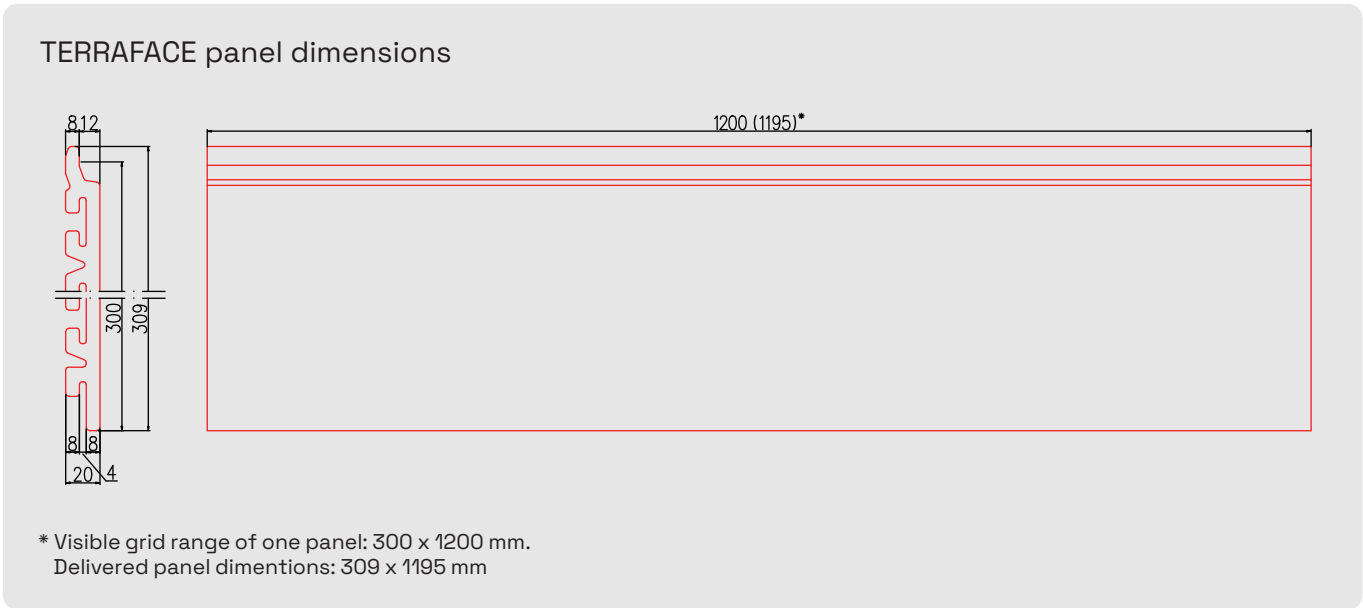 TERRAFACE panel dimensions
8 12
1200 (1195)*
300
309
8
8
20
4
* Visible grid range of one panel: 300 x 1200 mm.
Delivered panel dimentions: 309 x 1195 mm